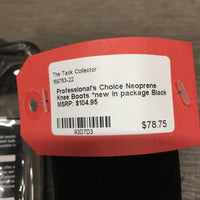 The Tack Collector
169763-22
Professional's Choice Neoprene
Knee Boots *new in package Black
MSRP: $104.95
93D7D3
$78.75